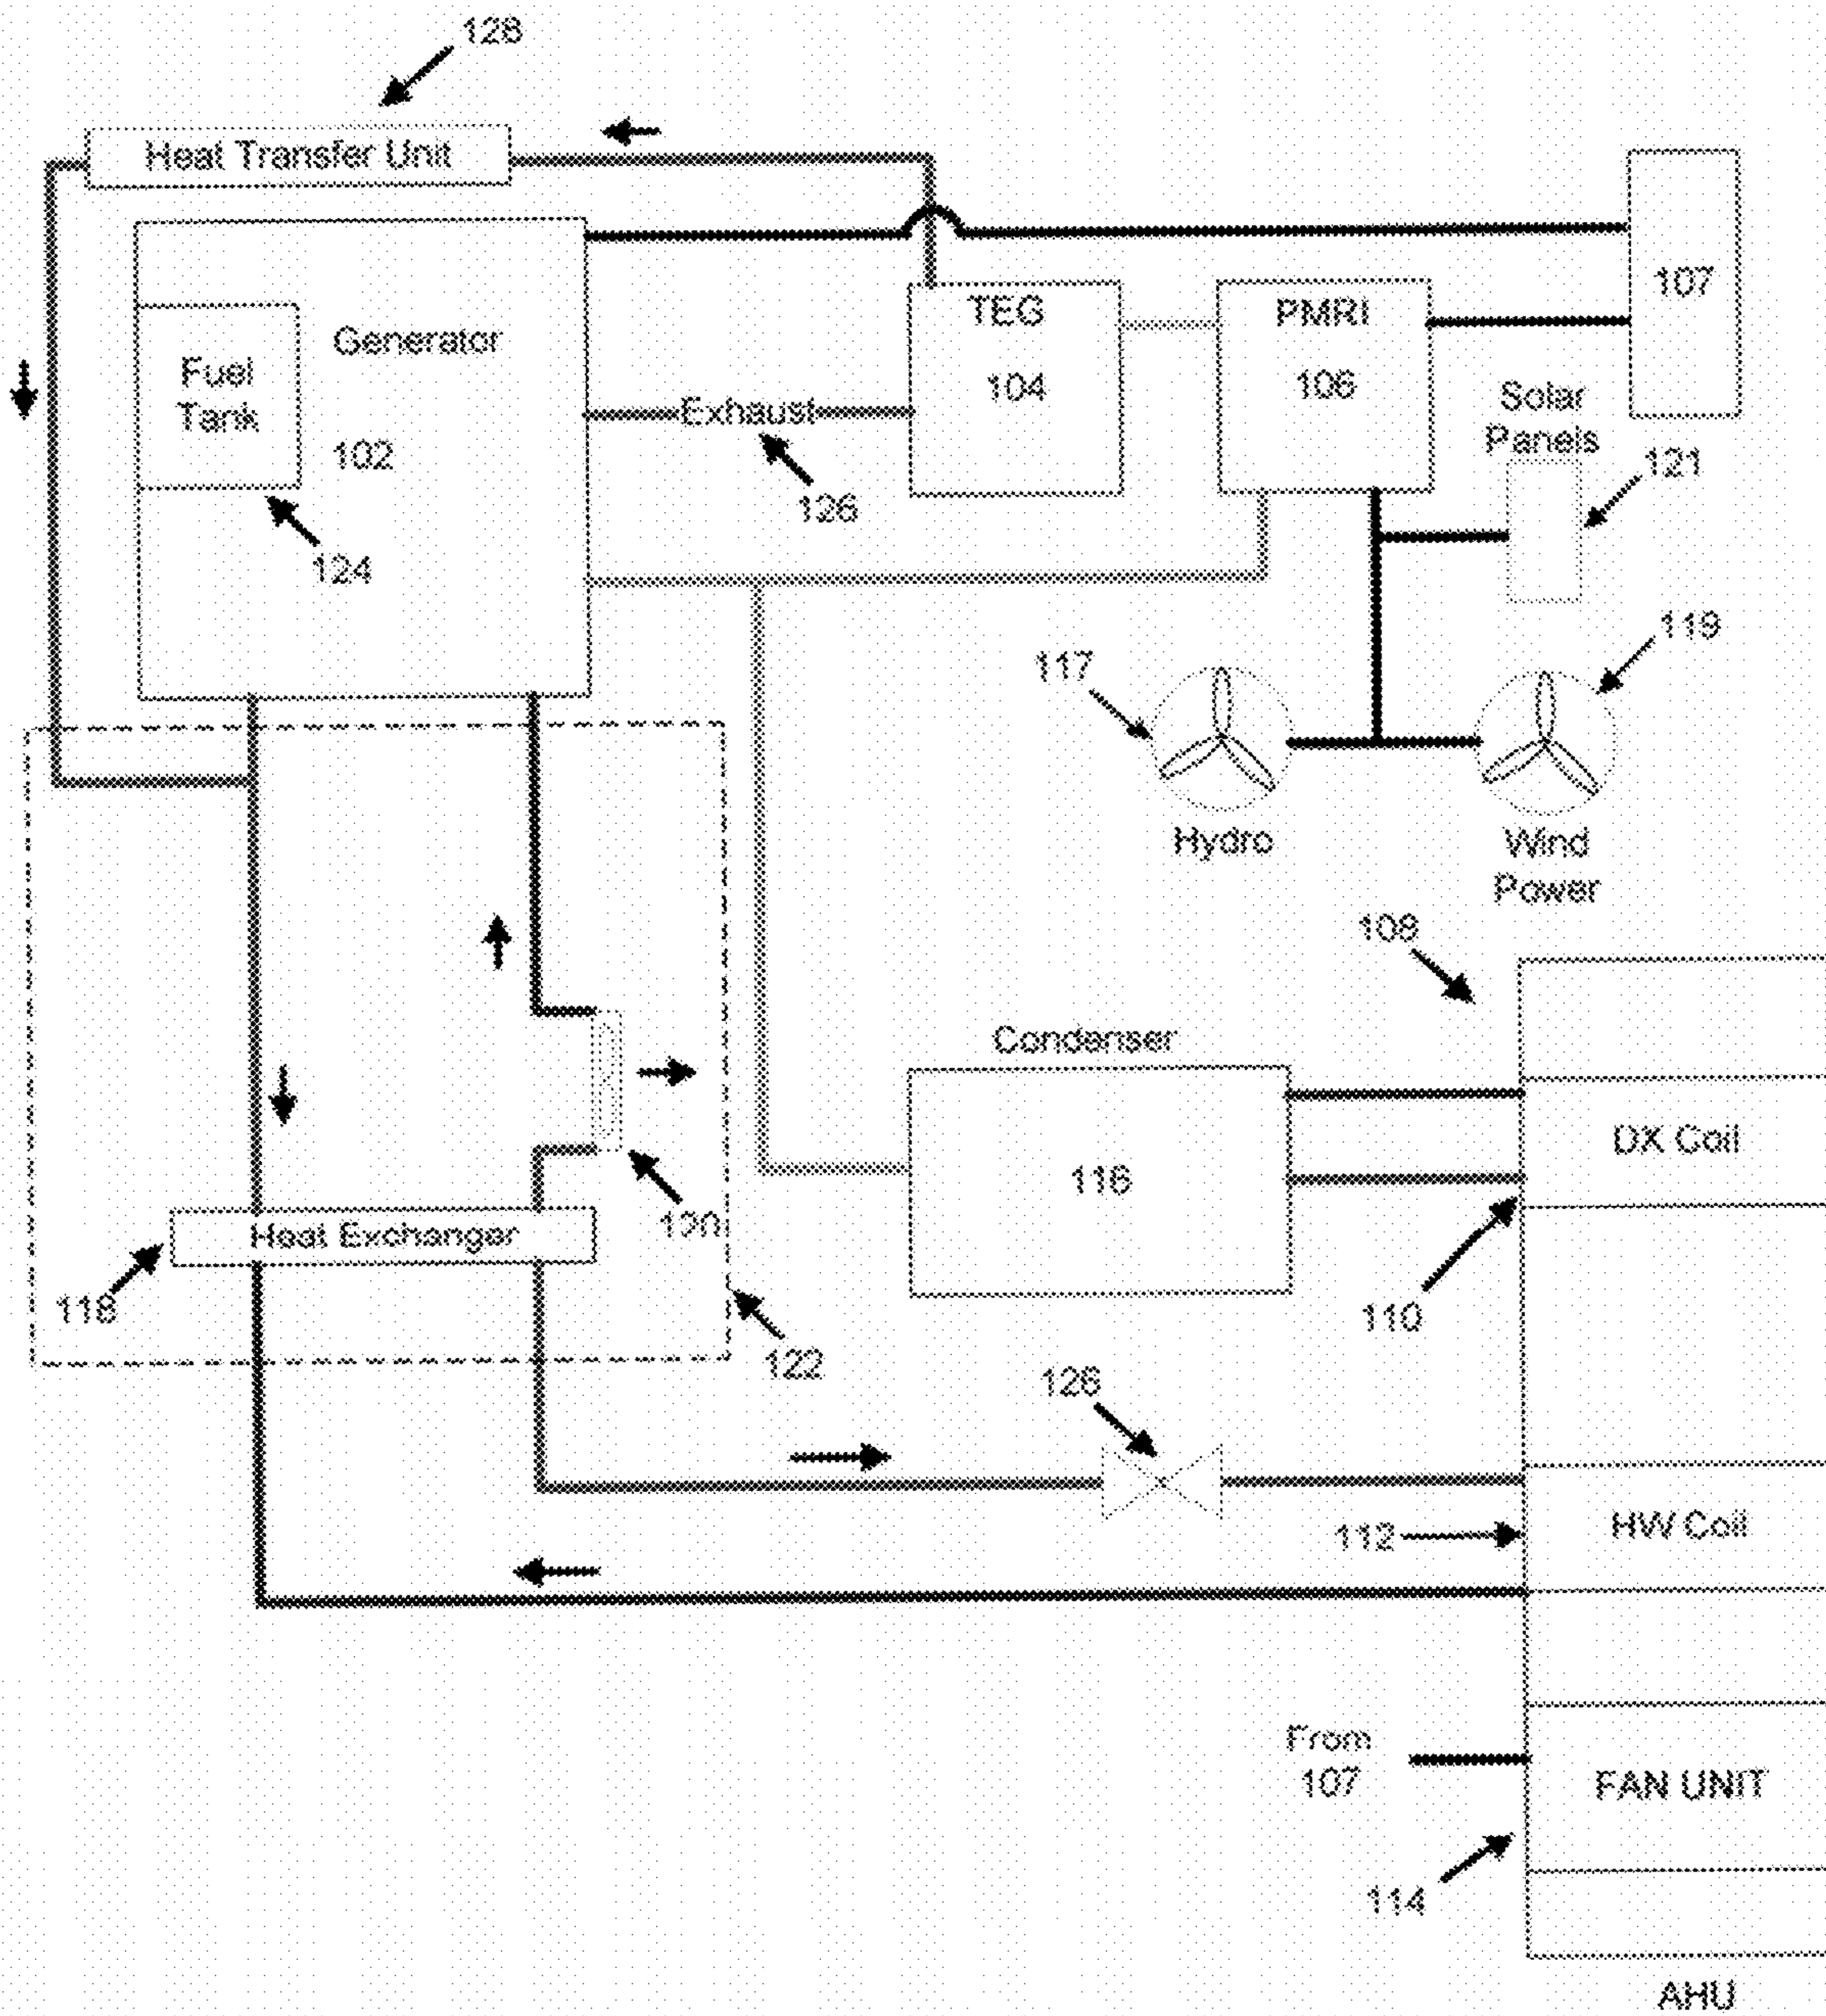 128
Heat Transfer Unit
107
Generator
Fuel
Tank
102
124
Exhaust
126
TEG
104
PMRI
106
Solar
Panels
121
119
117
Hydro
Wind
Power
108
Condenser
116
DX Coil
110
120
Heat Exchanger
118
122
126
112
HW Coil
From
107
FAN UNIT
114
AHU